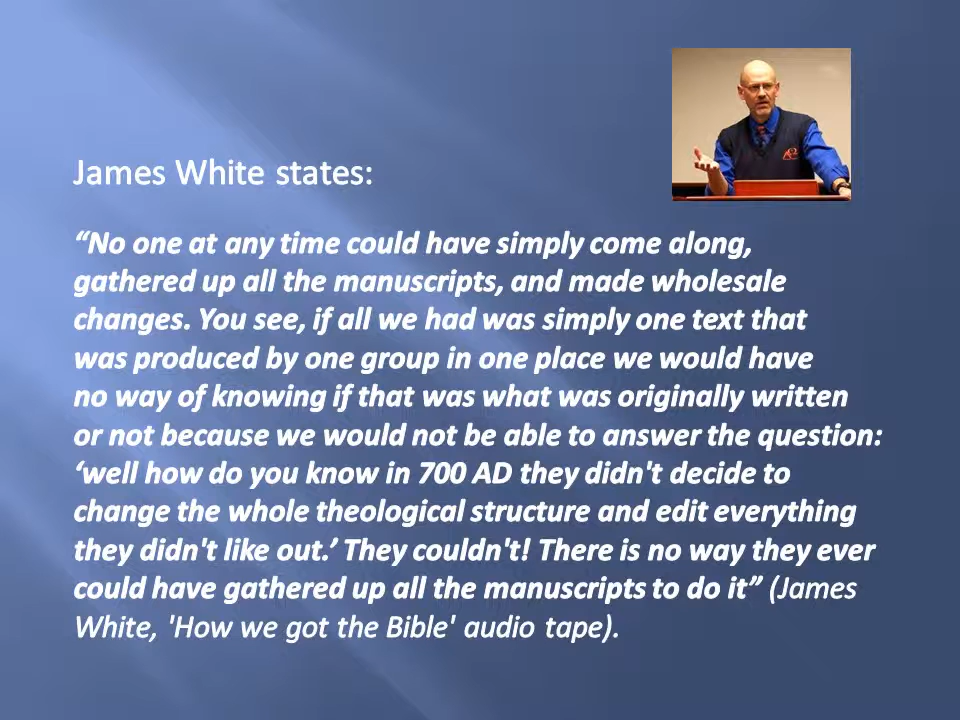 James White states:
“No one at any time could have simply come along,
gathered up all the manuscripts, and made wholesale
changes. You see, if all we had was simply one text that
was produced by one group in one place we would have
no way of knowing if that was what was originally written
or not because we would not be able to answer the question:
‘well how do you know in 700 AD they didn't decide to
change the whole theological structure and edit everything
they didn't like out.’ They couldn't! There is no way they ever
could have gathered up all the manuscripts to do it” (James
White, 'How we got the Bible' audio tape).